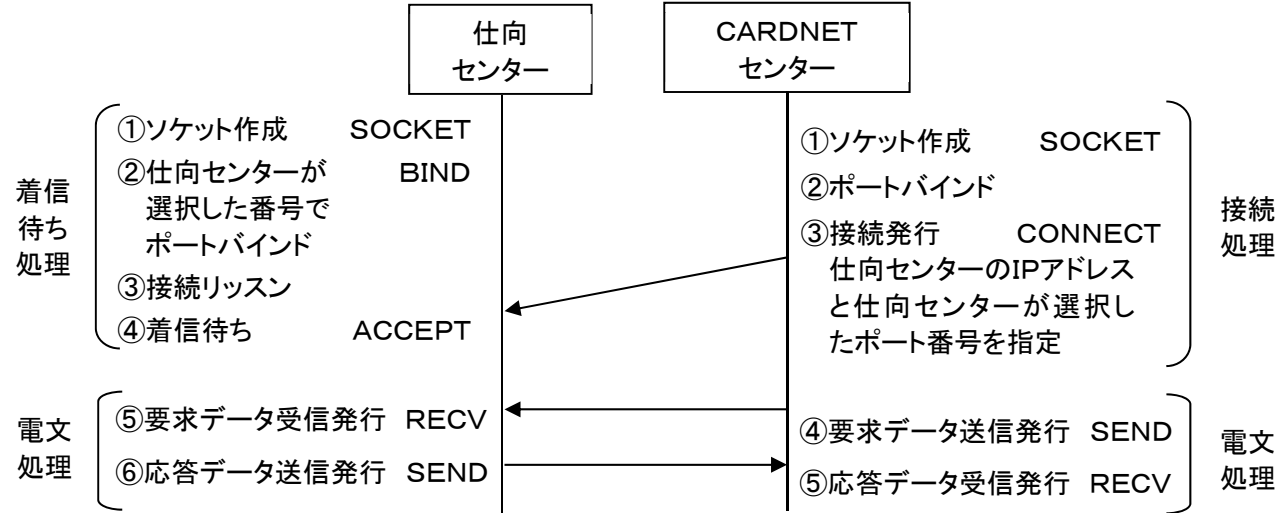 仕向
センター
CARDNET
センター
着信
待ち
処理
①ソケット作成 SOCKET
②仕向センターが BIND
選択した番号で
ポートバインド
③接続リッスン
④着信待ち ACCEPT
①ソケット作成 SOCKET
②ポートバインド
③接続発行 CONNECT
仕向センターのIPアドレス
と仕向センターが選択し
たポート番号を指定
接続
処理
電文
処理
⑤要求データ受信発行 RECV
⑥応答データ送信発行 SEND
④要求データ送信発行 SEND
⑤応答データ受信発行 RECV
電文
処理